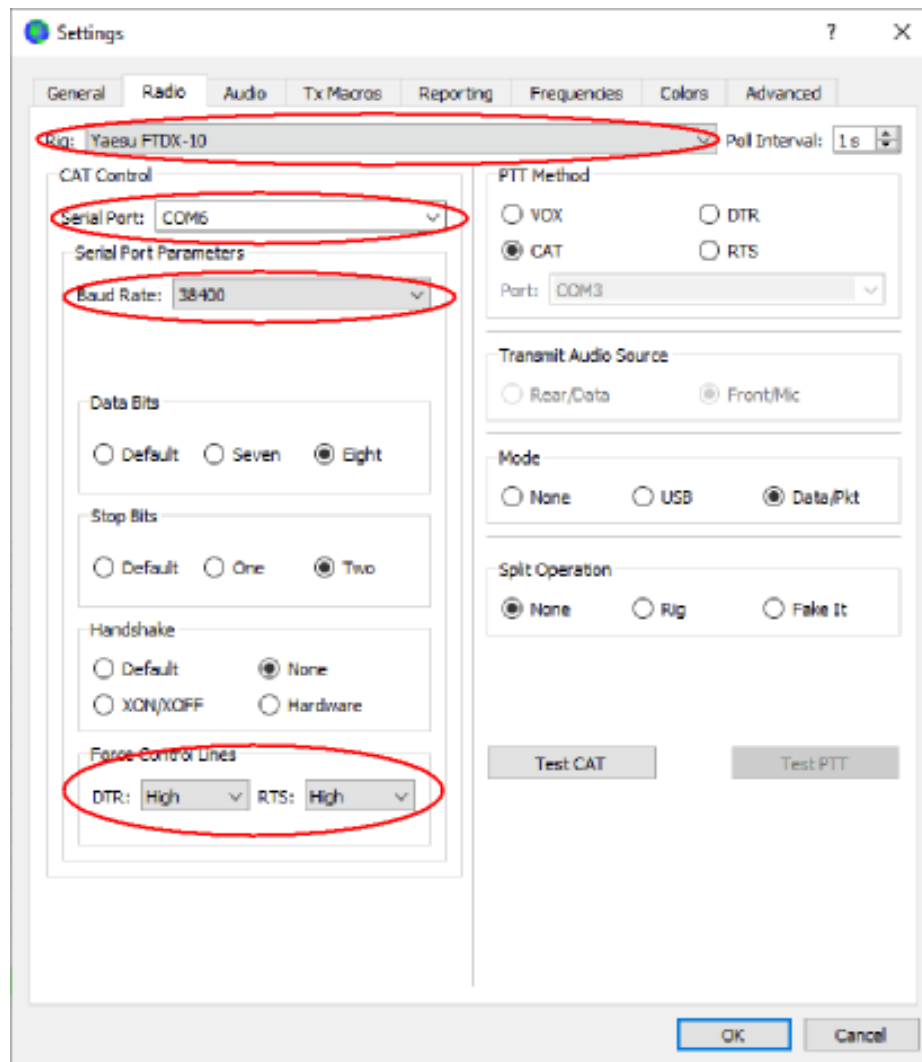 Settings ? X
General Radio Audio Tx Macros Reporting Frequencies Colors Advanced
Rig: Yaesu FTDX-10 Poll Interval: 1 s
CAT Control
Serial Port: COM6
Serial Port Parameters
Baud Rate: 38400
Data Bits
Default Seven Eight
Stop Bits
Default One Two
Handshake
Default None
XON/XOFF Hardware
Force Control Lines
DTR: High RTS: High
PTT Method
VOX DTR
CAT RTS
Port: COM3
Transmit Audio Source
Rear/Data Front/Mic
Mode
None USB Data/Pkt
Split Operation
None Rig Fake It
Test CAT Test PTT
OK Cancel